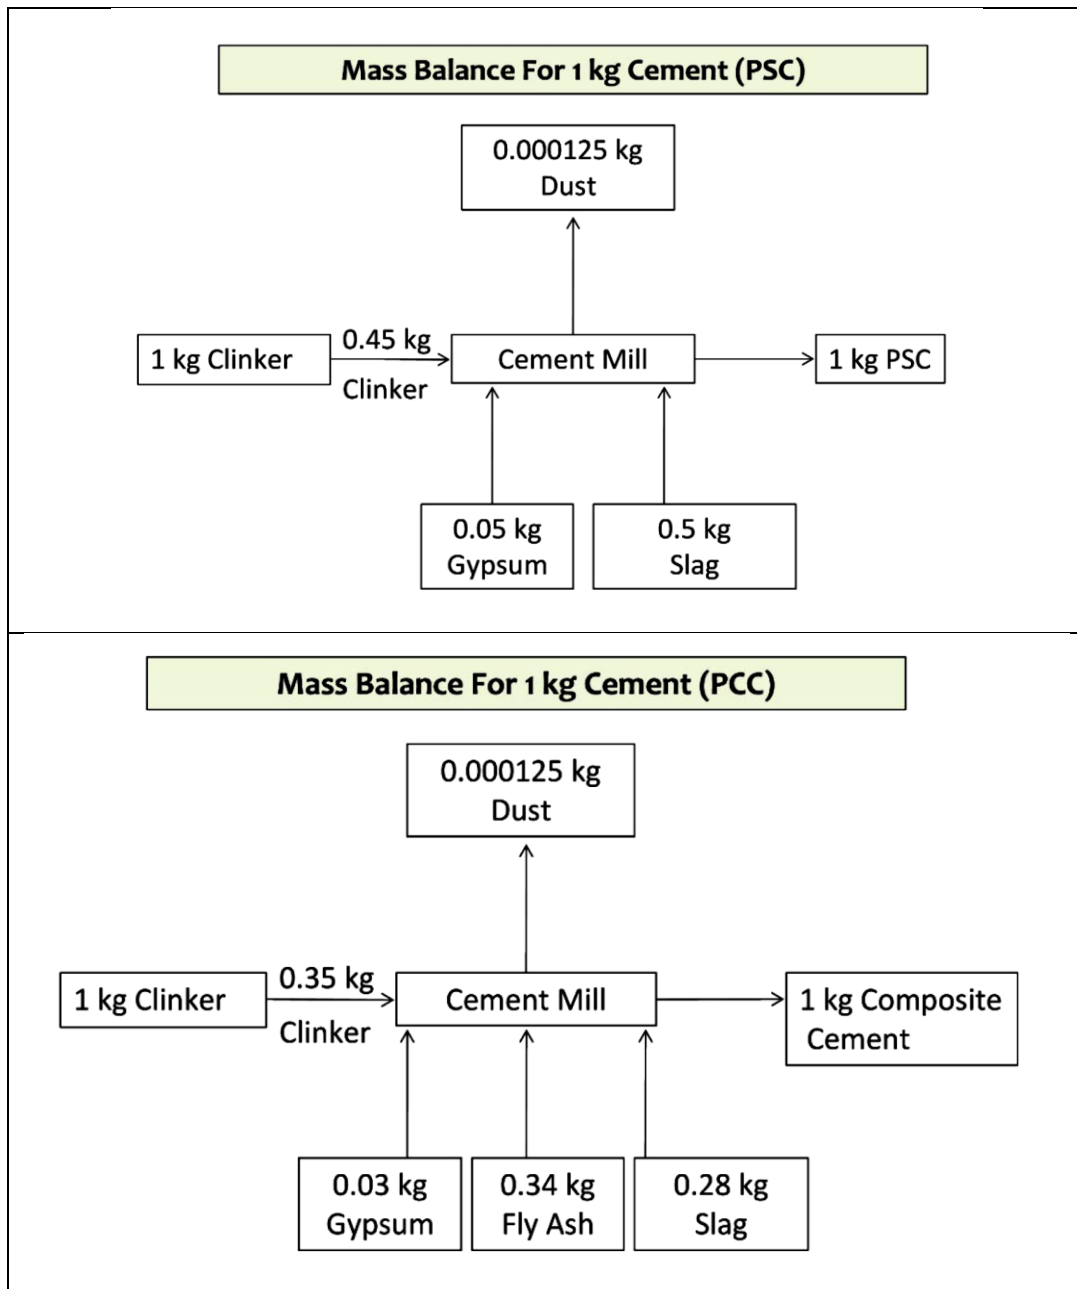 Mass Balance For 1 kg Cement (PSC)
0.000125 kg
Dust
1 kg Clinker
0.45 kg
Clinker
Cement Mill
1 kg PSC
0.05 kg
Gypsum
0.5 kg
Slag
Mass Balance For 1 kg Cement (PCC)
0.000125 kg
Dust
1 kg Clinker
0.35 kg
Clinker
Cement Mill
1 kg Composite
Cement
0.03 kg
Gypsum
0.34 kg
Fly Ash
0.28 kg
Slag